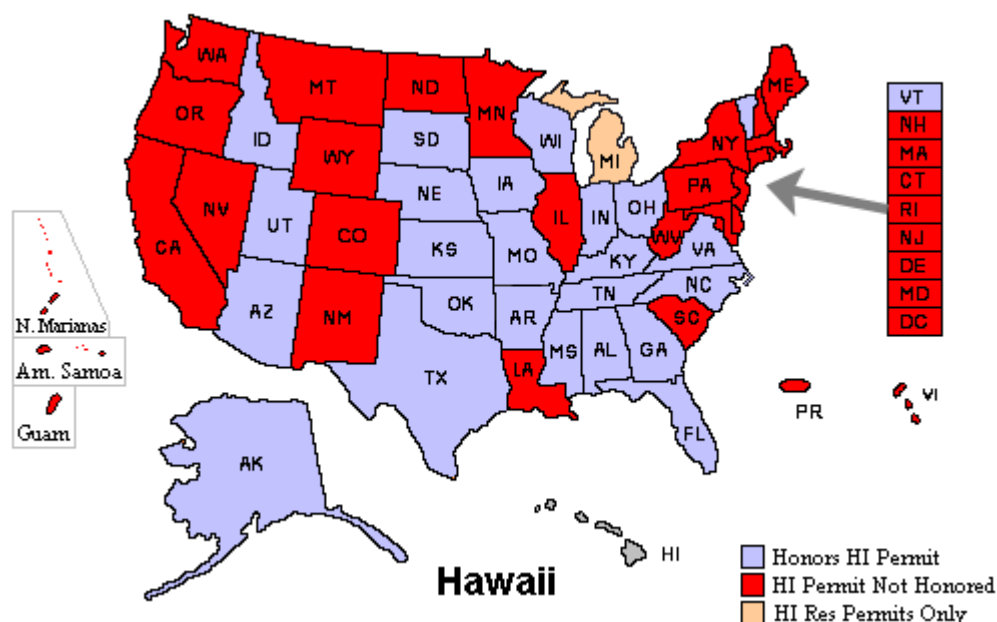 WA
MT
ND
MN
ME
OR
ID
SD
WI
NY
WY
MI
NE
IA
PA
NV
UT
CO
IL
IN
OH
WV
CA
KS
MO
KY
VA
AZ
NM
OK
TN
NC
AR
SC
TX
LA
MS
AL
GA
FL
AK
VT
NH
MA
CT
RI
NJ
DE
MD
DC
N. Marianas
Am. Samoa
Guam
PR
VI
HI
Hawaii
Honors HI Permit
HI Permit Not Honored
HI Res Permits Only